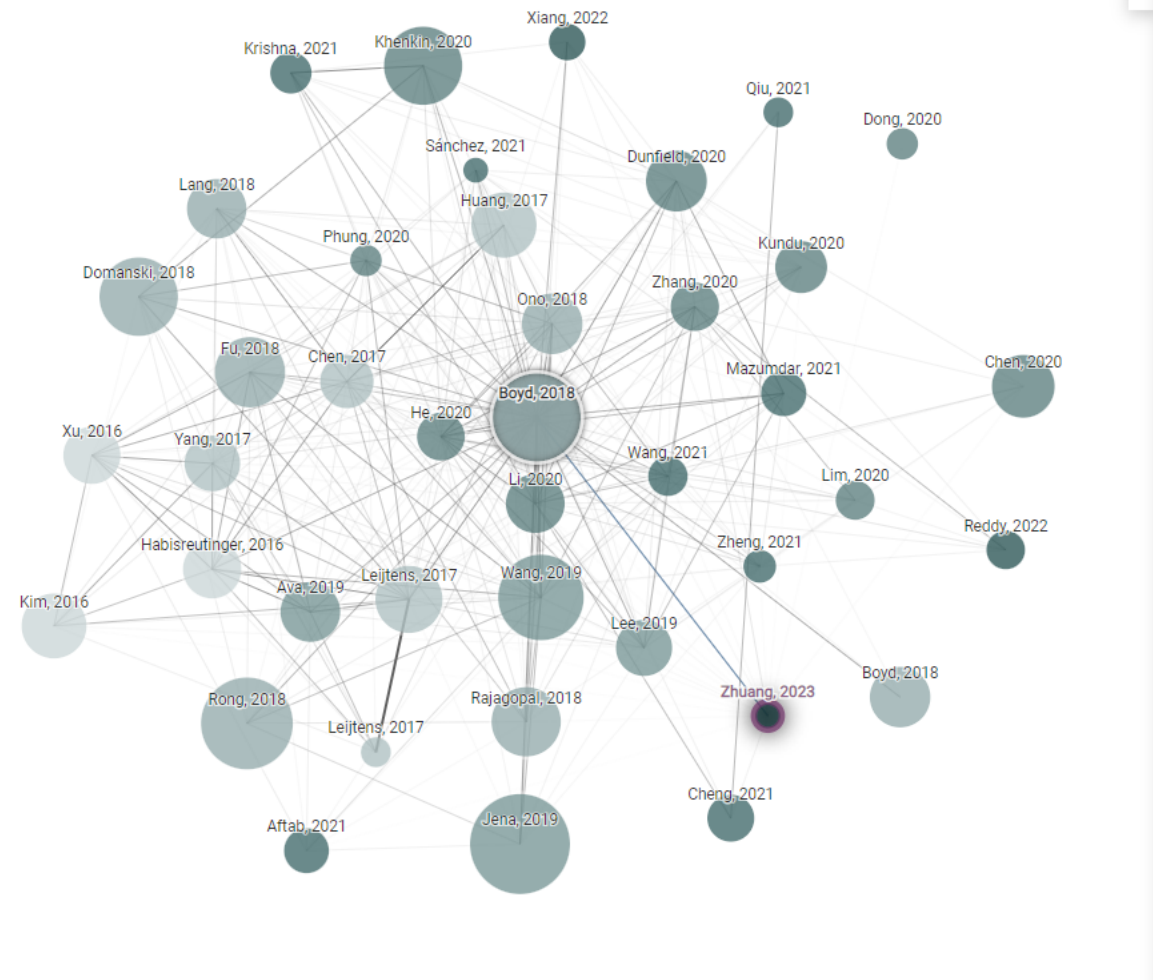 Xiang, 2022
Krishna, 2021
Khenkin, 2020
Qiu, 2021
Dong, 2020
Sánchez, 2021
Dunfield, 2020
Lang, 2018
Huang, 2017
Phung, 2020
Kundu, 2020
Domanski, 2018
Zhang, 2020
Ono, 2018
Fu, 2018
Chen, 2017
Mazumdar, 2021
Chen, 2020
Boyd, 2018
He, 2020
Xu, 2016
Yang, 2017
Wang, 2021
Li, 2020
Lim, 2020
Reddy, 2022
Habisreutinger, 2016
Zheng, 2021
Leijtens, 2017
Wang, 2019
Ava, 2019
Kim, 2016
Lee, 2019
Boyd, 2018
Zhuang, 2023
Rong, 2018
Rajagopal, 2018
Leijtens, 2017
Cheng, 2021
Jena, 2019
Aftab, 2021